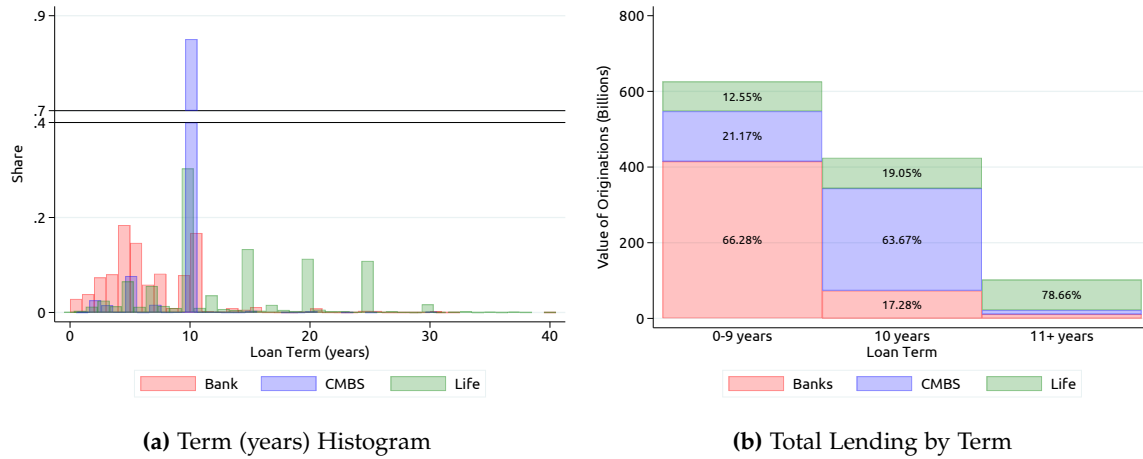 .9
.7
.4
.2
0
Share
0 10 20 30 40
Loan Term (years)
Bank CMBS Life
(a) Term (years) Histogram
800
600
400
200
0
Value of Originations (Billions)
12.55%
21.17%
66.28%
19.05%
63.67%
17.28%
78.66%
0-9 years 10 years 11+ years
Loan Term
Banks CMBS Life
(b) Total Lending by Term